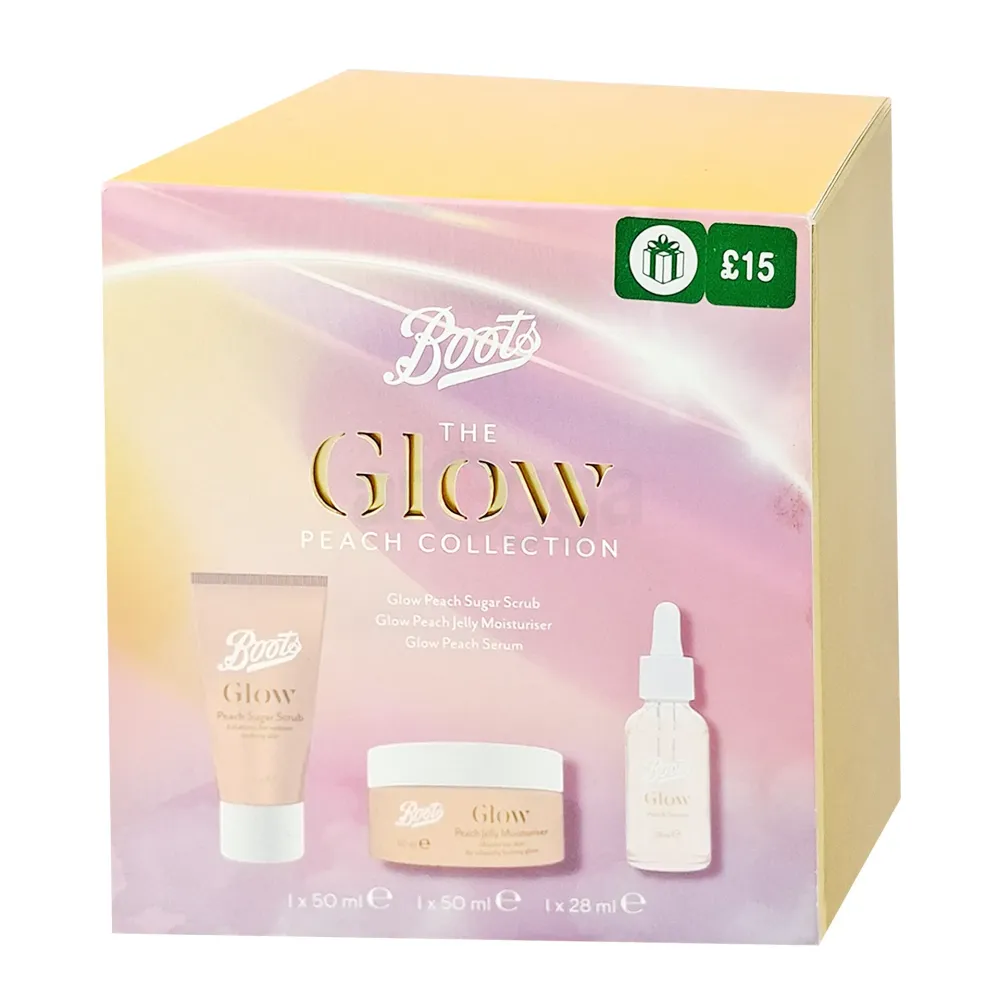 £15
Boots
THE
Glow
PEACH COLLECTION
Glow Peach Sugar Scrub
Glow Peach Jelly Moisturiser
Glow Peach Serum
Boots
Glow
Peach Sugar Scrub
Boots
Glow
Peach Jelly Moisturiser
Boots
Glow
1 x 50 ml ℮
1 x 50 ml ℮
1 x 28 ml ℮